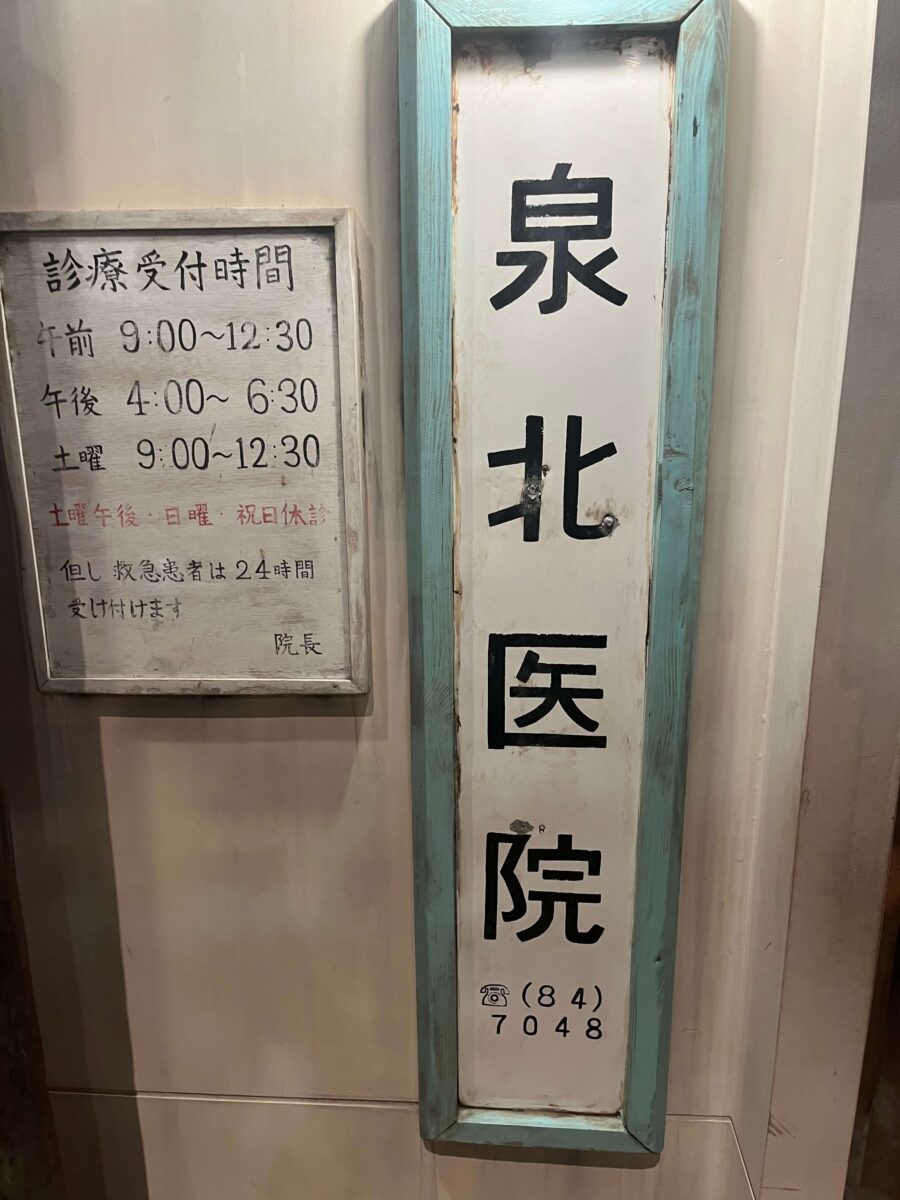 診療受付時間
午前 9:00～12:30
午後 4:00～ 6:30
土曜 9:00～12:30
土曜午後・日曜・祝日休診
但し 救急患者は24時間
受け付けます
院長
泉北医院
☎(84)
7048